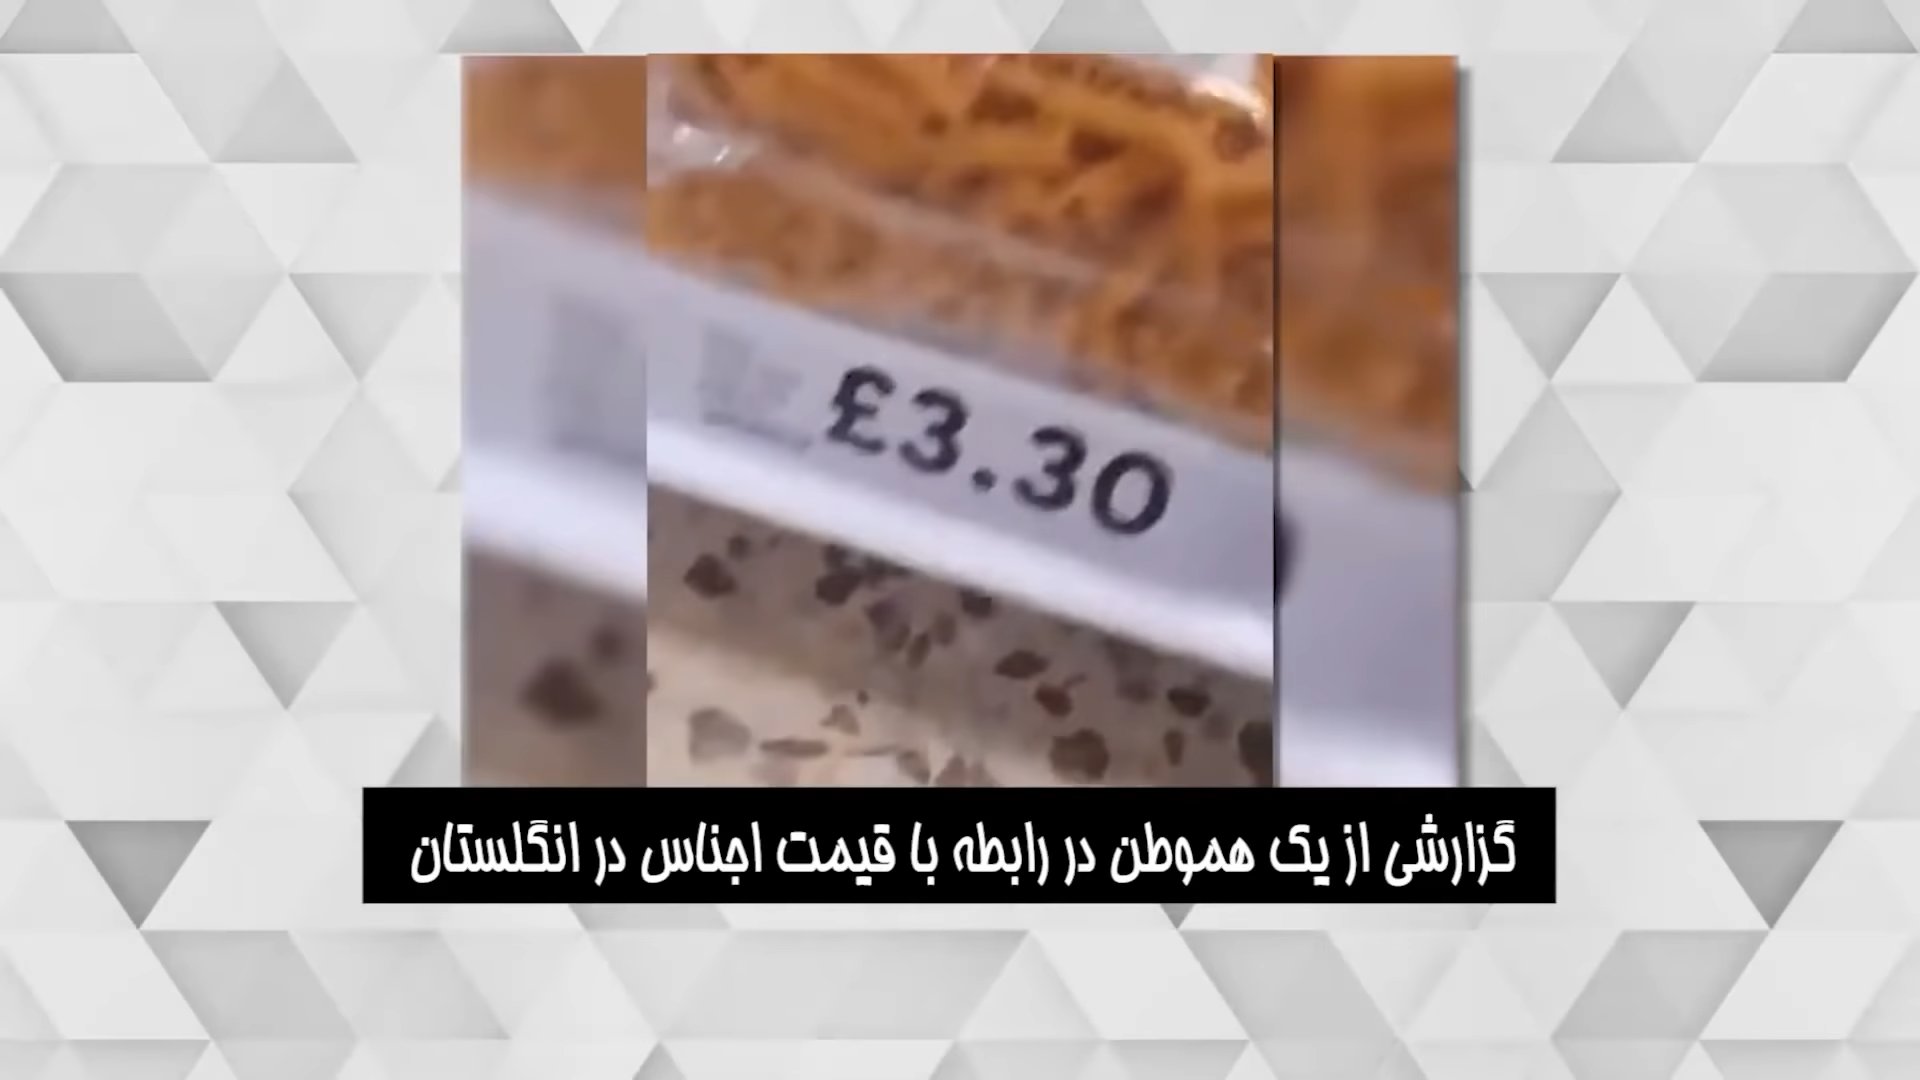 £3.30
گزارشی از یک هموطن در رابطه با قیمت اجناس در انگلستان